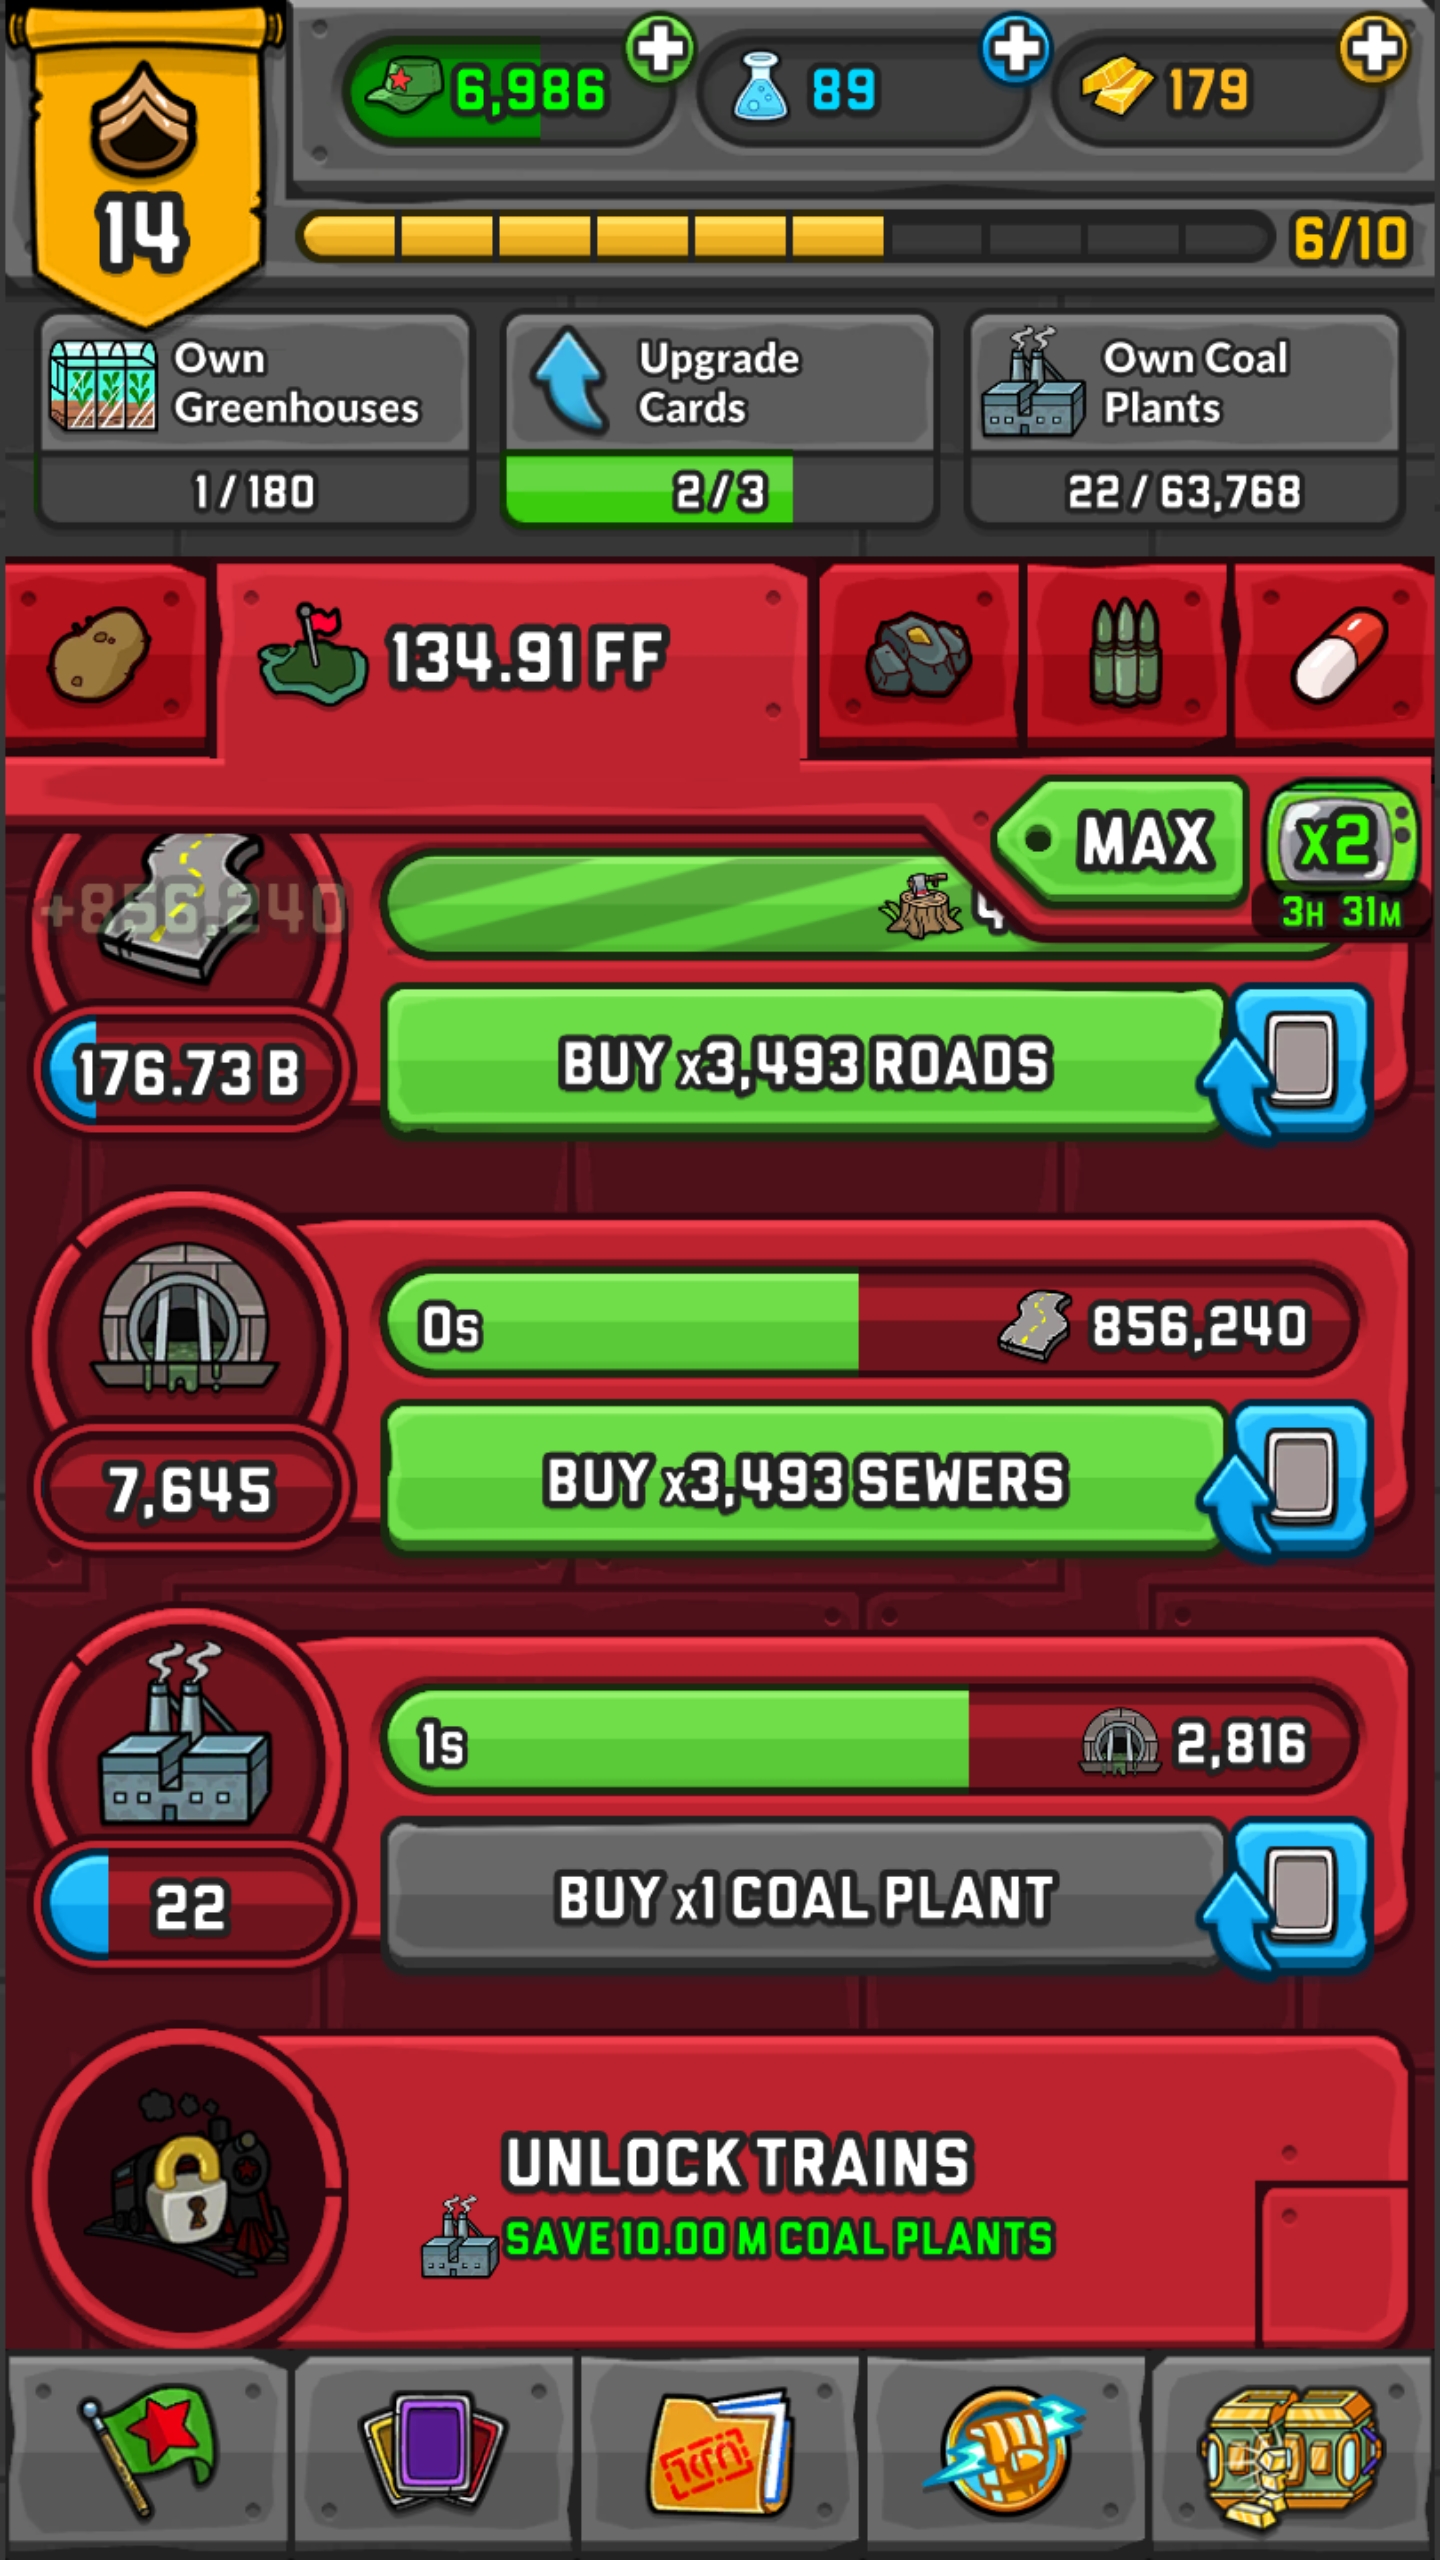 6,986
89
179
14
6/10
Own
Greenhouses
Upgrade
Cards
Own Coal
Plants
1/180
2/3
22/63,768
134.91 FF
MAX
x2
3H 31M
+856,240
176.73 B
BUY x3,493 ROADS
0s
856,240
7,645
BUY x3,493 SEWERS
1s
2,816
22
BUY x1 COAL PLANT
UNLOCK TRAINS
SAVE 10.00 M COAL PLANTS